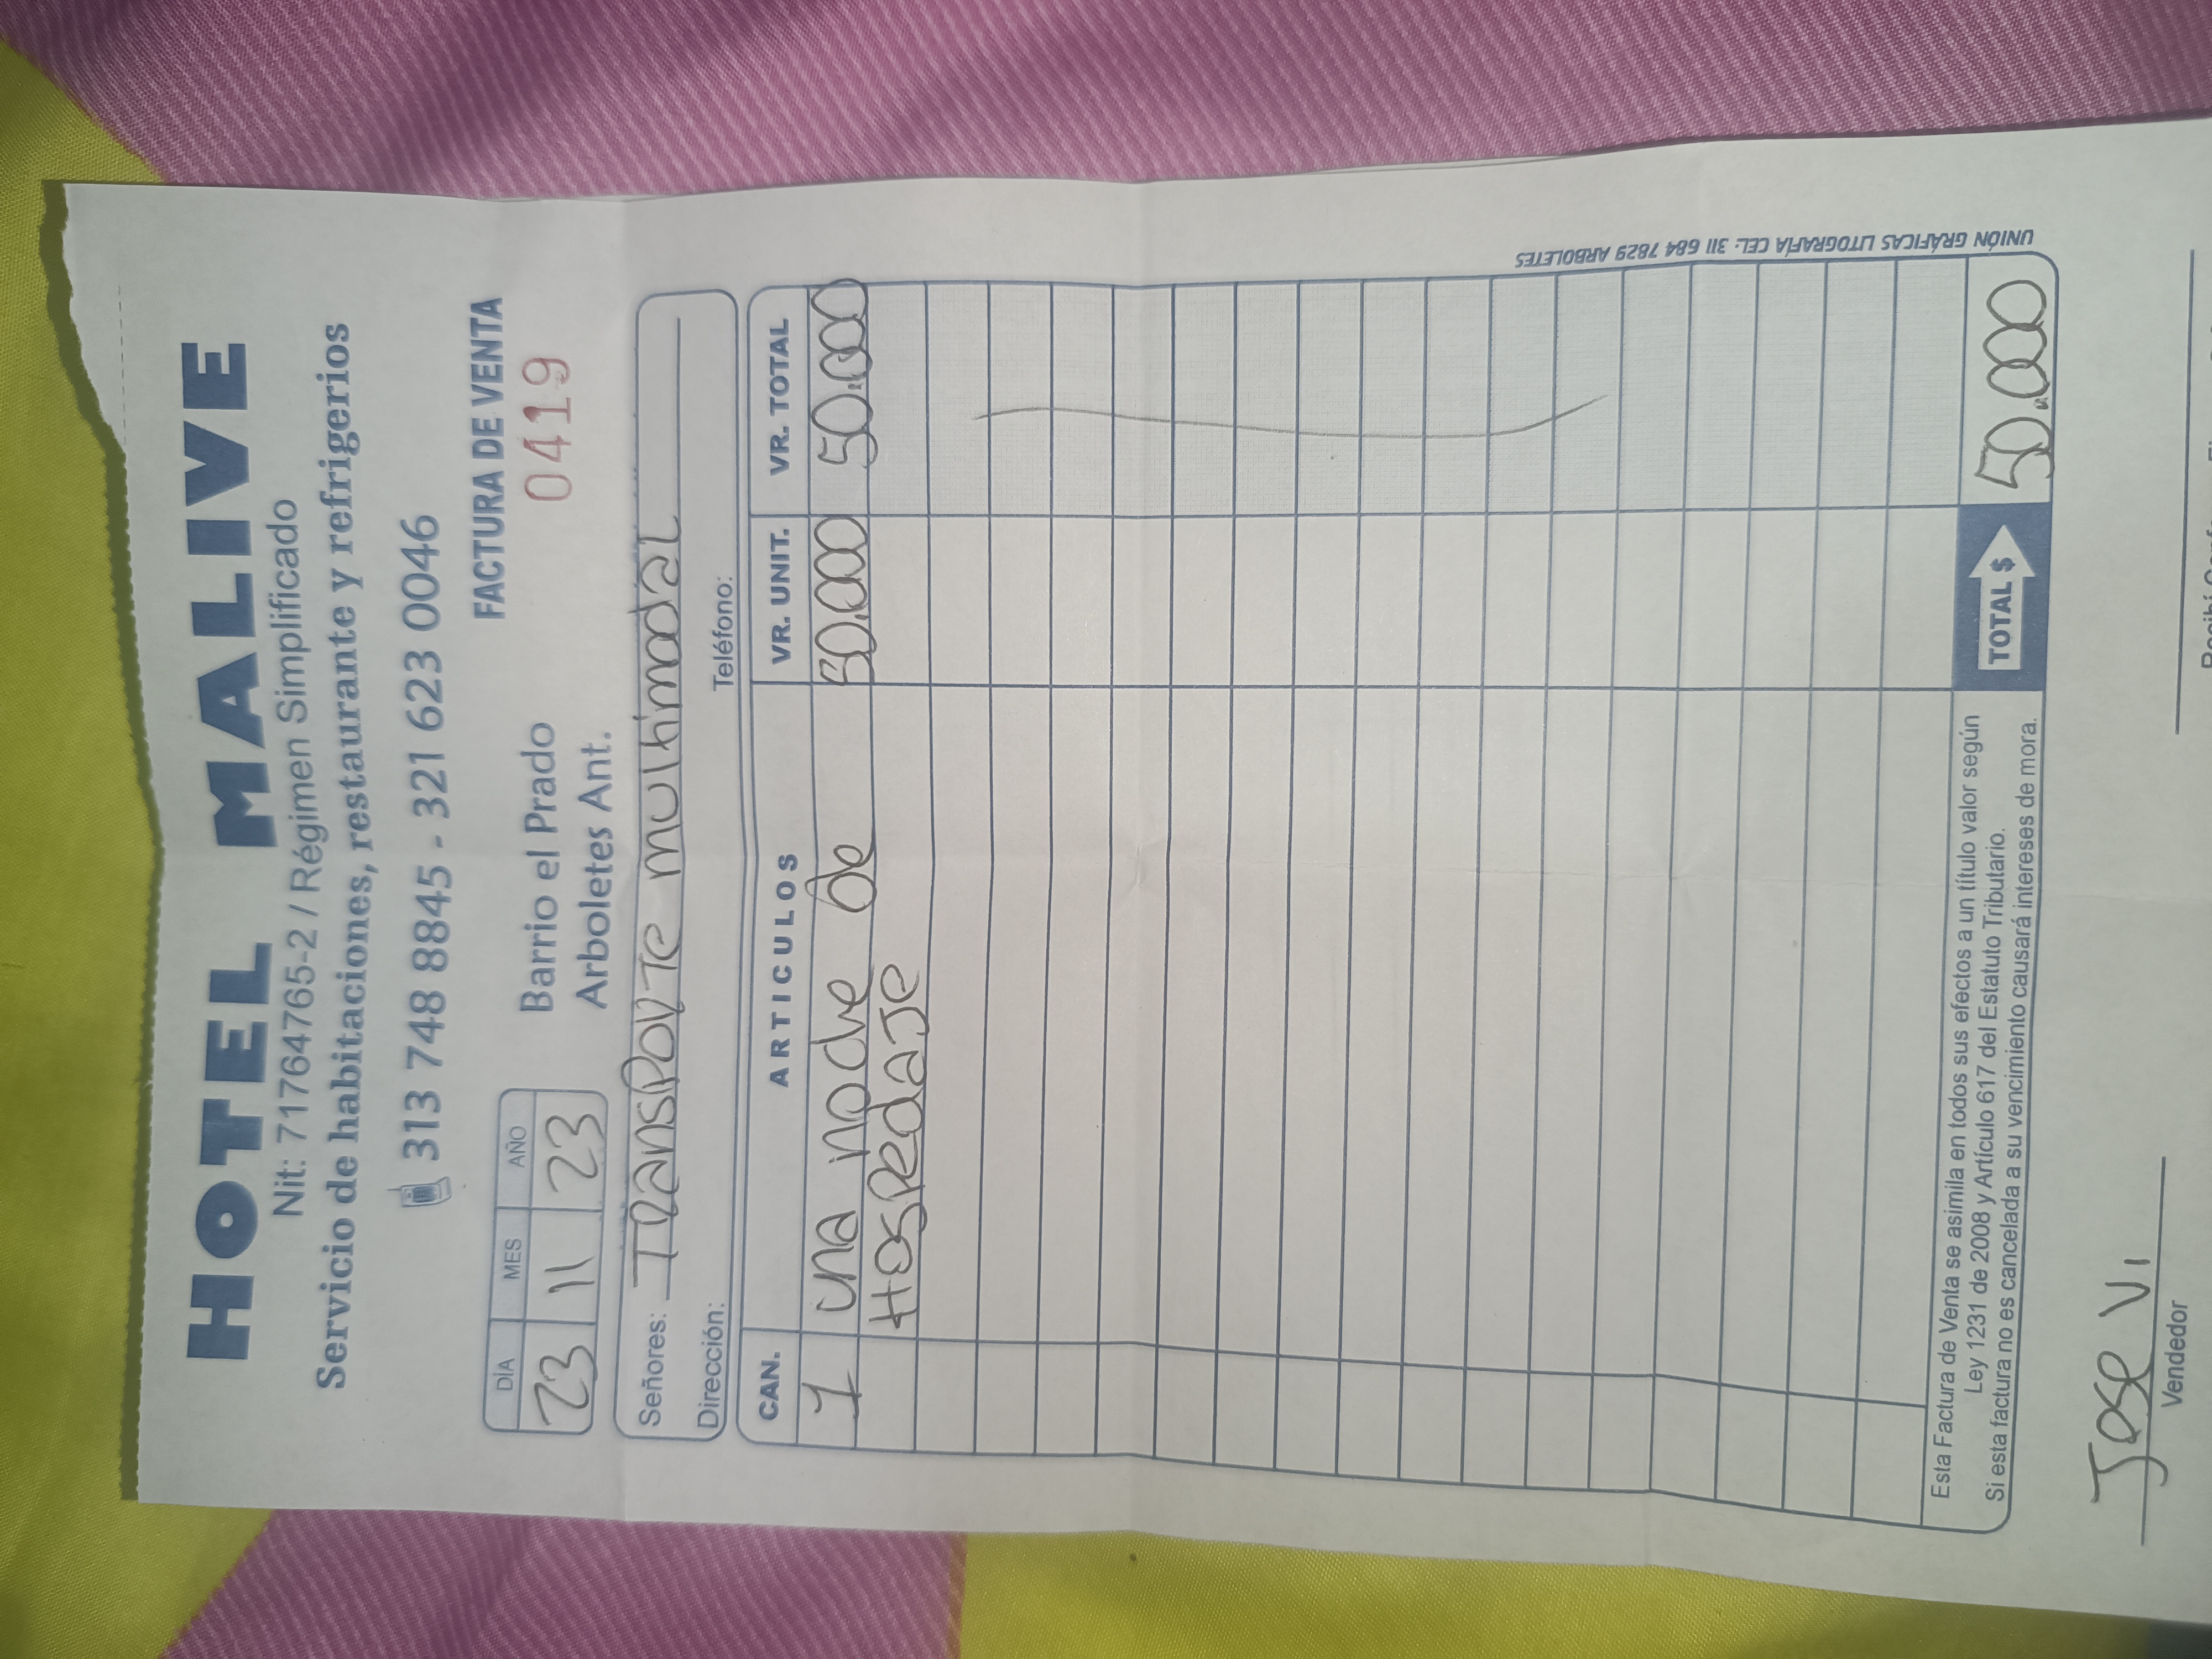 HOTEL MALIVE
Nit: 71764765-2 / Régimen Simplificado
Servicio de habitaciones, restaurante y refrigerios
313 748 8845 - 321 623 0046
FACTURA DE VENTA
0419
DÍA MES AÑO
23 11 23
Barrio el Prado
Arboletes Ant.
Señores: Transporte multimodal
Dirección: Teléfono:
CAN. ARTICULOS VR. UNIT. VR. TOTAL
1 una noche de 50.000 50.000
Hospedaje
Esta Factura de Venta se asimila en todos sus efectos a un título valor según
Ley 1231 de 2008 y Artículo 617 del Estatuto Tributario.
Si esta factura no es cancelada a su vencimiento causará intereses de mora.
TOTAL $ 50.000
UNIÓN GRÁFICAS LITOGRAFÍA CEL: 311 684 7829 ARBOLETES
Jose Vi
Vendedor